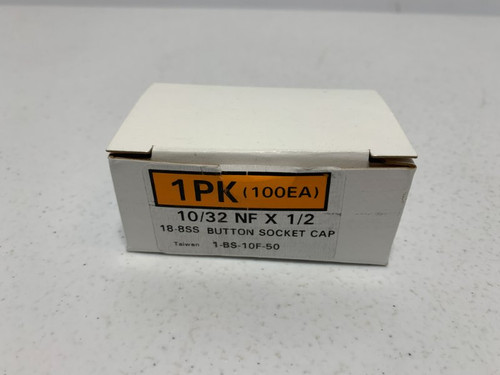 1PK (100EA)
10/32 NF X 1/2
18-8SS BUTTON SOCKET CAP
Taiwan 1-BS-10F-50